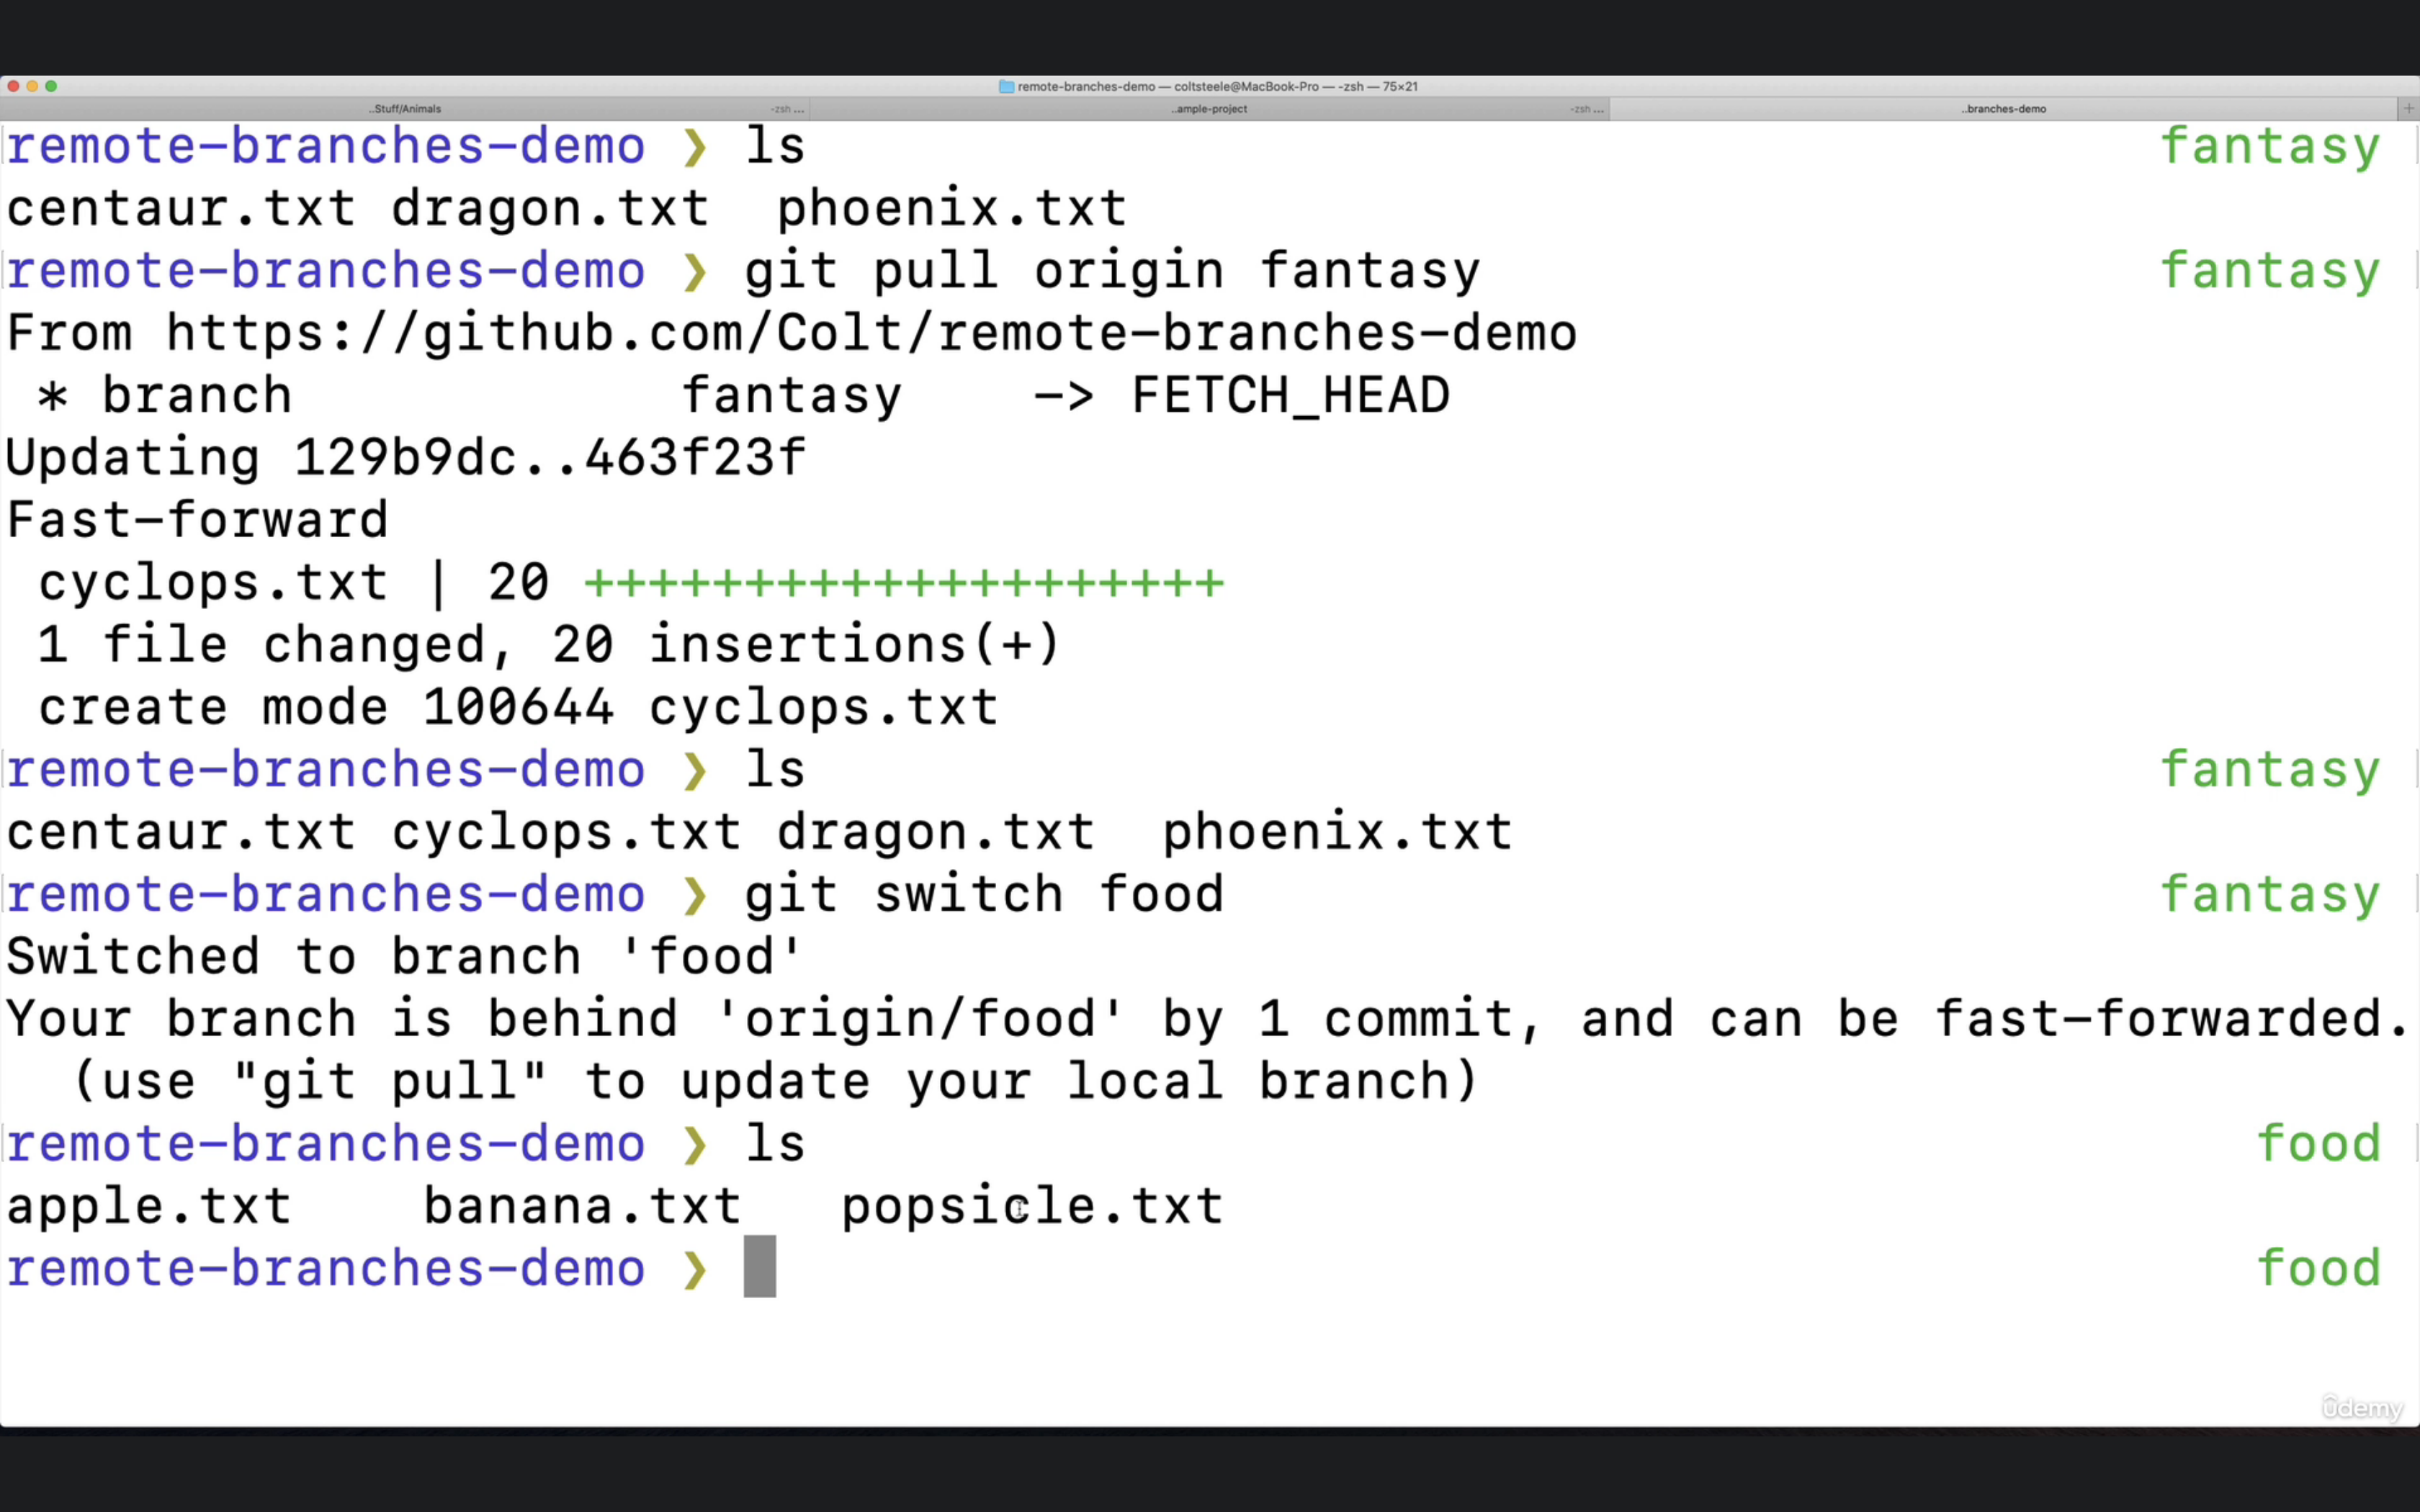 remote-branches-demo — coltsteele@MacBook-Pro — -zsh — 75×21
..Stuff/Animals -zsh ... ..ample-project -zsh ... ..branches-demo +
remote-branches-demo ❯ ls fantasy
centaur.txt dragon.txt phoenix.txt
remote-branches-demo ❯ git pull origin fantasy fantasy
From https://github.com/Colt/remote-branches-demo
* branch fantasy -> FETCH_HEAD
Updating 129b9dc..463f23f
Fast-forward
cyclops.txt | 20 ++++++++++++++++++++
1 file changed, 20 insertions(+)
create mode 100644 cyclops.txt
remote-branches-demo ❯ ls fantasy
centaur.txt cyclops.txt dragon.txt phoenix.txt
remote-branches-demo ❯ git switch food fantasy
Switched to branch 'food'
Your branch is behind 'origin/food' by 1 commit, and can be fast-forwarded.
(use "git pull" to update your local branch)
remote-branches-demo ❯ ls food
apple.txt banana.txt popsicle.txt
remote-branches-demo ❯ food
ûdemy